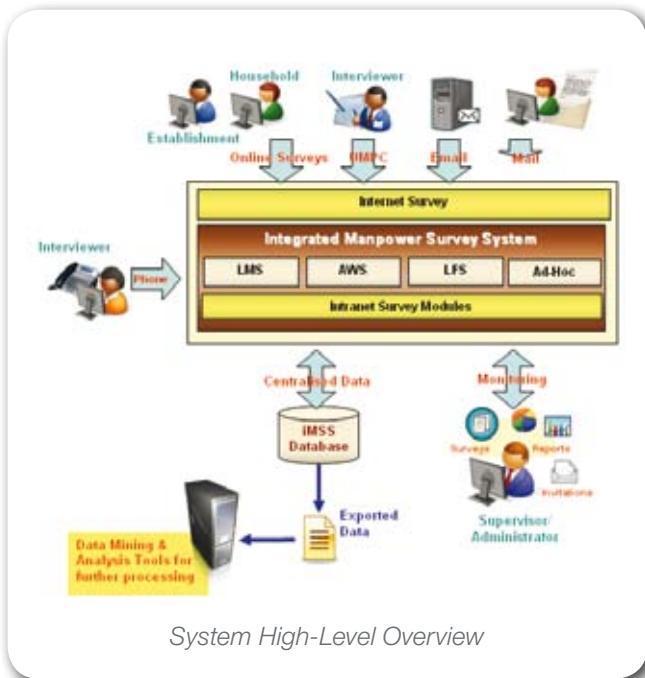 Household
Interviewer
Establishment
Online Surveys
UMPC
Email
Mail
Internet Survey
Integrated Manpower Survey System
LMS
AWS
LFS
Ad-Hoc
Intranet Survey Modules
Interviewer
Phone
Centralised Data
Monitoring
iMSS
Database
Surveys
Reports
Invitations
Exported
Data
Supervisor/
Administrator
Data Mining &
Analysis Tools for
further processing
System High-Level Overview